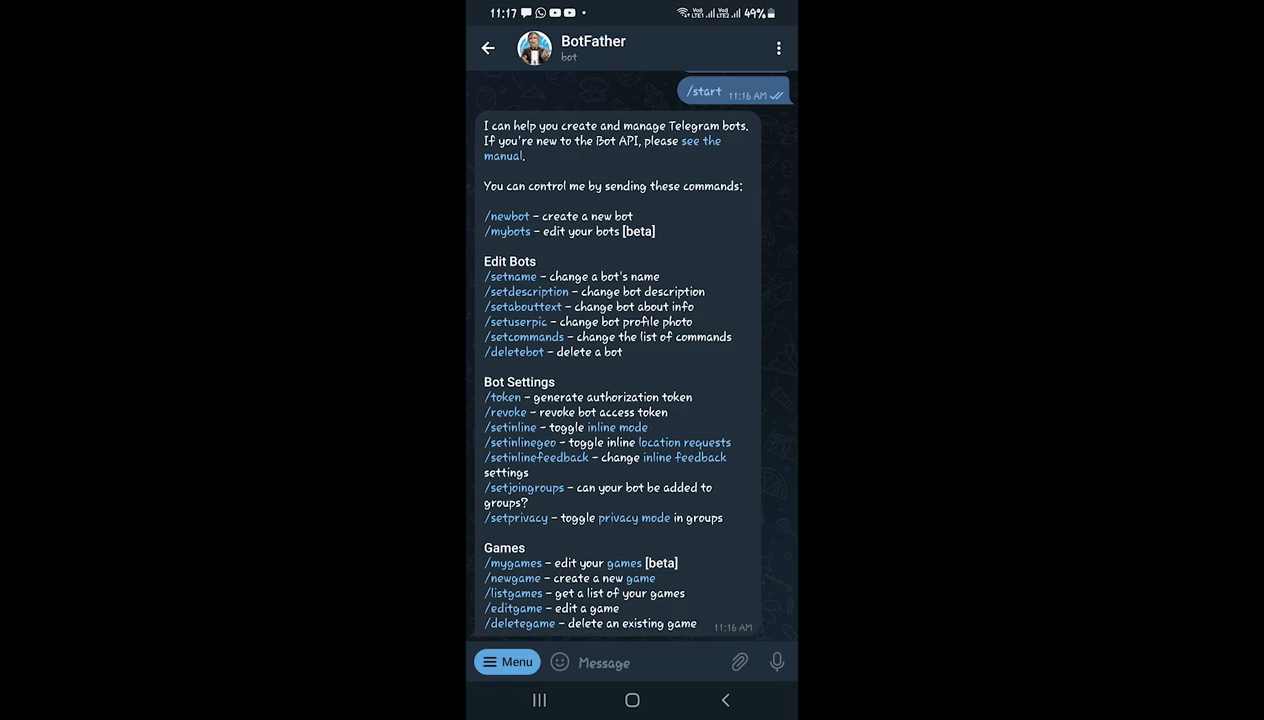 11:17
49%
BotFather
bot
/start 11:16 AM
I can help you create and manage Telegram bots.
If you're new to the Bot API, please see the
manual.
You can control me by sending these commands:
/newbot - create a new bot
/mybots - edit your bots [beta]
Edit Bots
/setname - change a bot's name
/setdescription - change bot description
/setabouttext - change bot about info
/setuserpic - change bot profile photo
/setcommands - change the list of commands
/deletebot - delete a bot
Bot Settings
/token - generate authorization token
/revoke - revoke bot access token
/setinline - toggle inline mode
/setinlinegeo - toggle inline location requests
/setinlinefeedback - change inline feedback
settings
/setjoingroups - can your bot be added to
groups?
/setprivacy - toggle privacy mode in groups
Games
/mygames - edit your games [beta]
/newgame - create a new game
/listgames - get a list of your games
/editgame - edit a game
/deletegame - delete an existing game
11:16 AM
Menu
Message